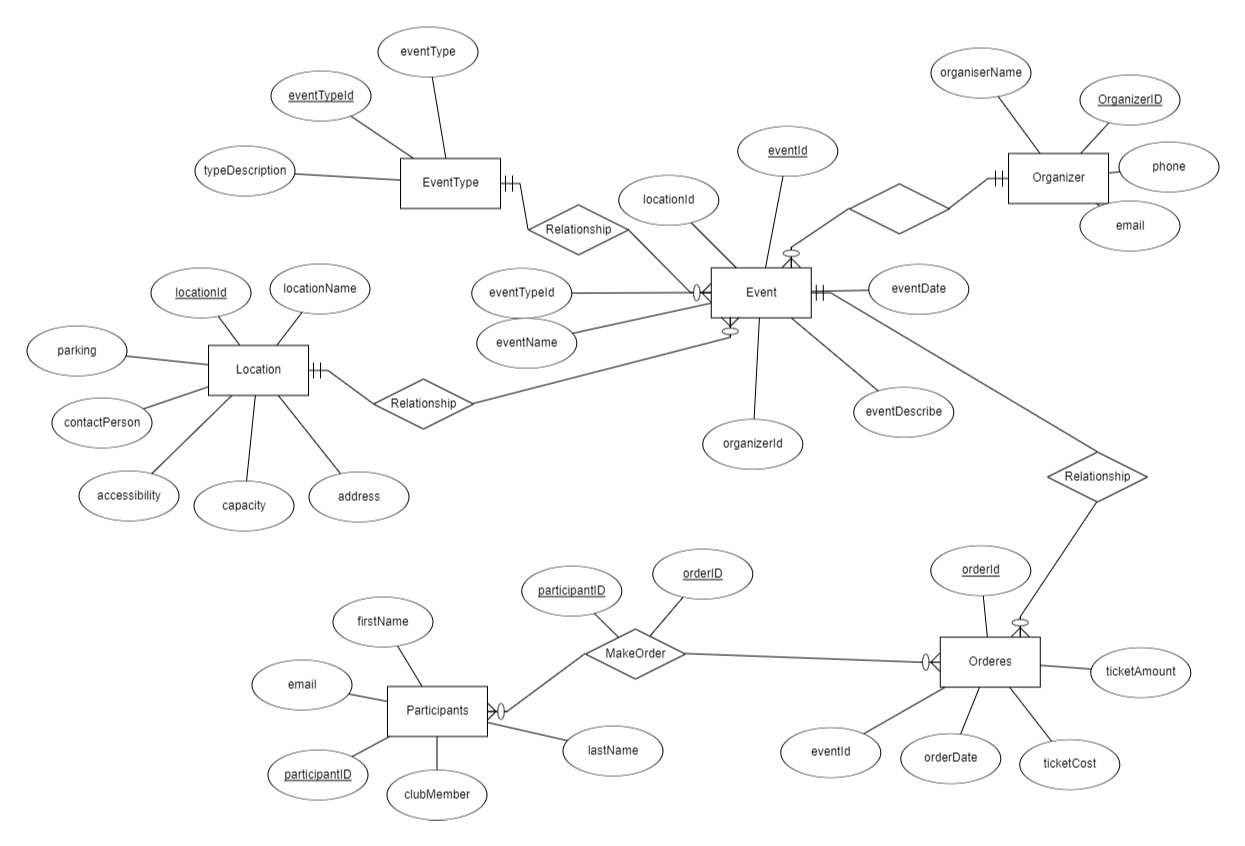 eventType
eventTypeId
typeDescription
EventType
organiserName
OrganizerID
phone
email
Organizer
eventId
locationId
Relationship
eventTypeId
eventName
Event
eventDate
eventDescribe
organizerId
locationId
locationName
parking
Location
contactPerson
accessibility
capacity
address
Relationship
Relationship
participantID
orderID
MakeOrder
orderId
Orderes
ticketAmount
eventId
orderDate
ticketCost
firstName
email
Participants
participantID
clubMember
lastName